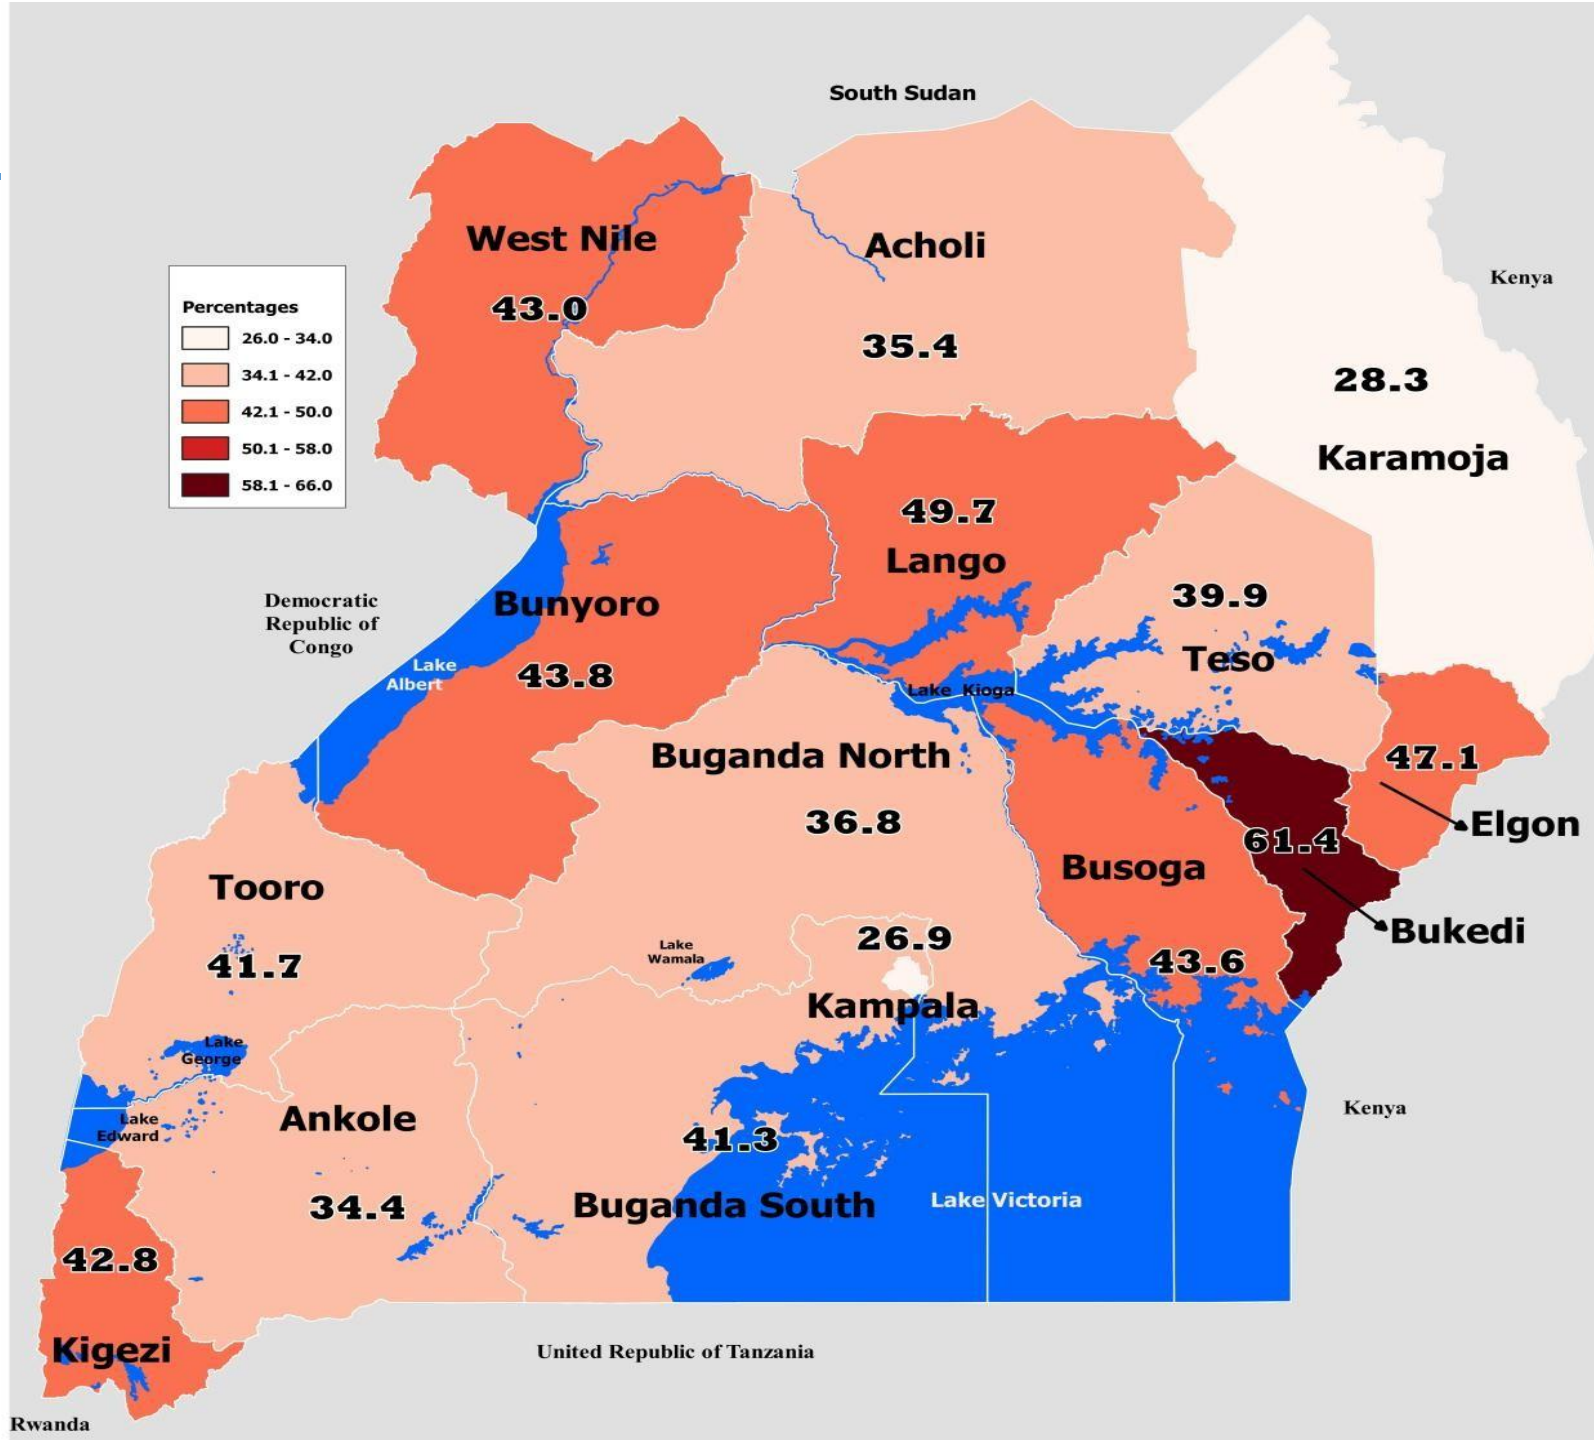 South Sudan
West Nile
43.0
Acholi
35.4
Kenya
28.3
Karamoja
Percentages
26.0 - 34.0
34.1 - 42.0
42.1 - 50.0
50.1 - 58.0
58.1 - 66.0
49.7
Lango
39.9
Teso
Democratic
Republic of
Congo
Bunyoro
43.8
Lake
Albert
Lake Kioga
Buganda North
36.8
47.1
Elgon
61.4
Bukedi
Busoga
43.6
Tooro
41.7
Lake
Wamala
26.9
Kampala
Lake
George
Lake
Edward
Ankole
34.4
41.3
Buganda South
Lake Victoria
Kenya
42.8
Kigezi
United Republic of Tanzania
Rwanda